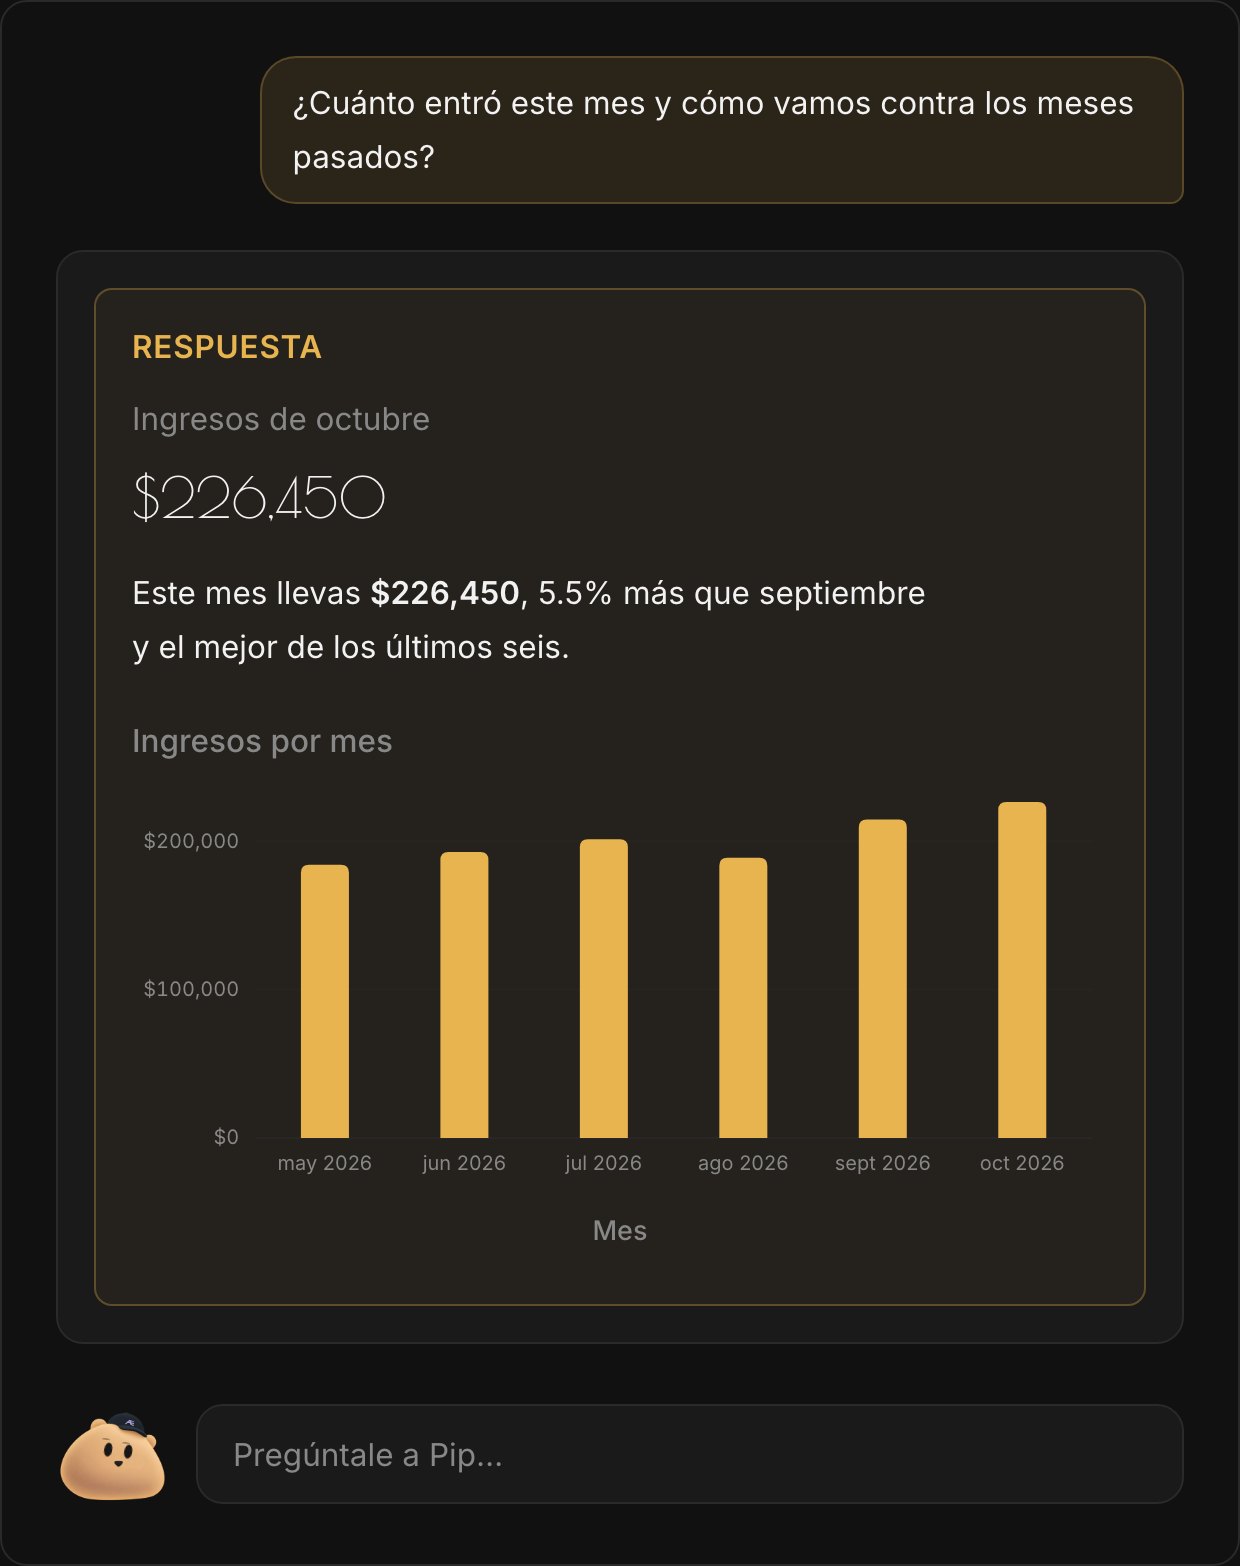 ¿Cuánto entró este mes y cómo vamos contra los meses
pasados?
RESPUESTA
Ingresos de octubre
$226,450
Este mes llevas $226,450, 5.5% más que septiembre
y el mejor de los últimos seis.
Ingresos por mes
$200,000
$100,000
$0
may 2026 jun 2026 jul 2026 ago 2026 sept 2026 oct 2026
Mes
Pregúntale a Pip...